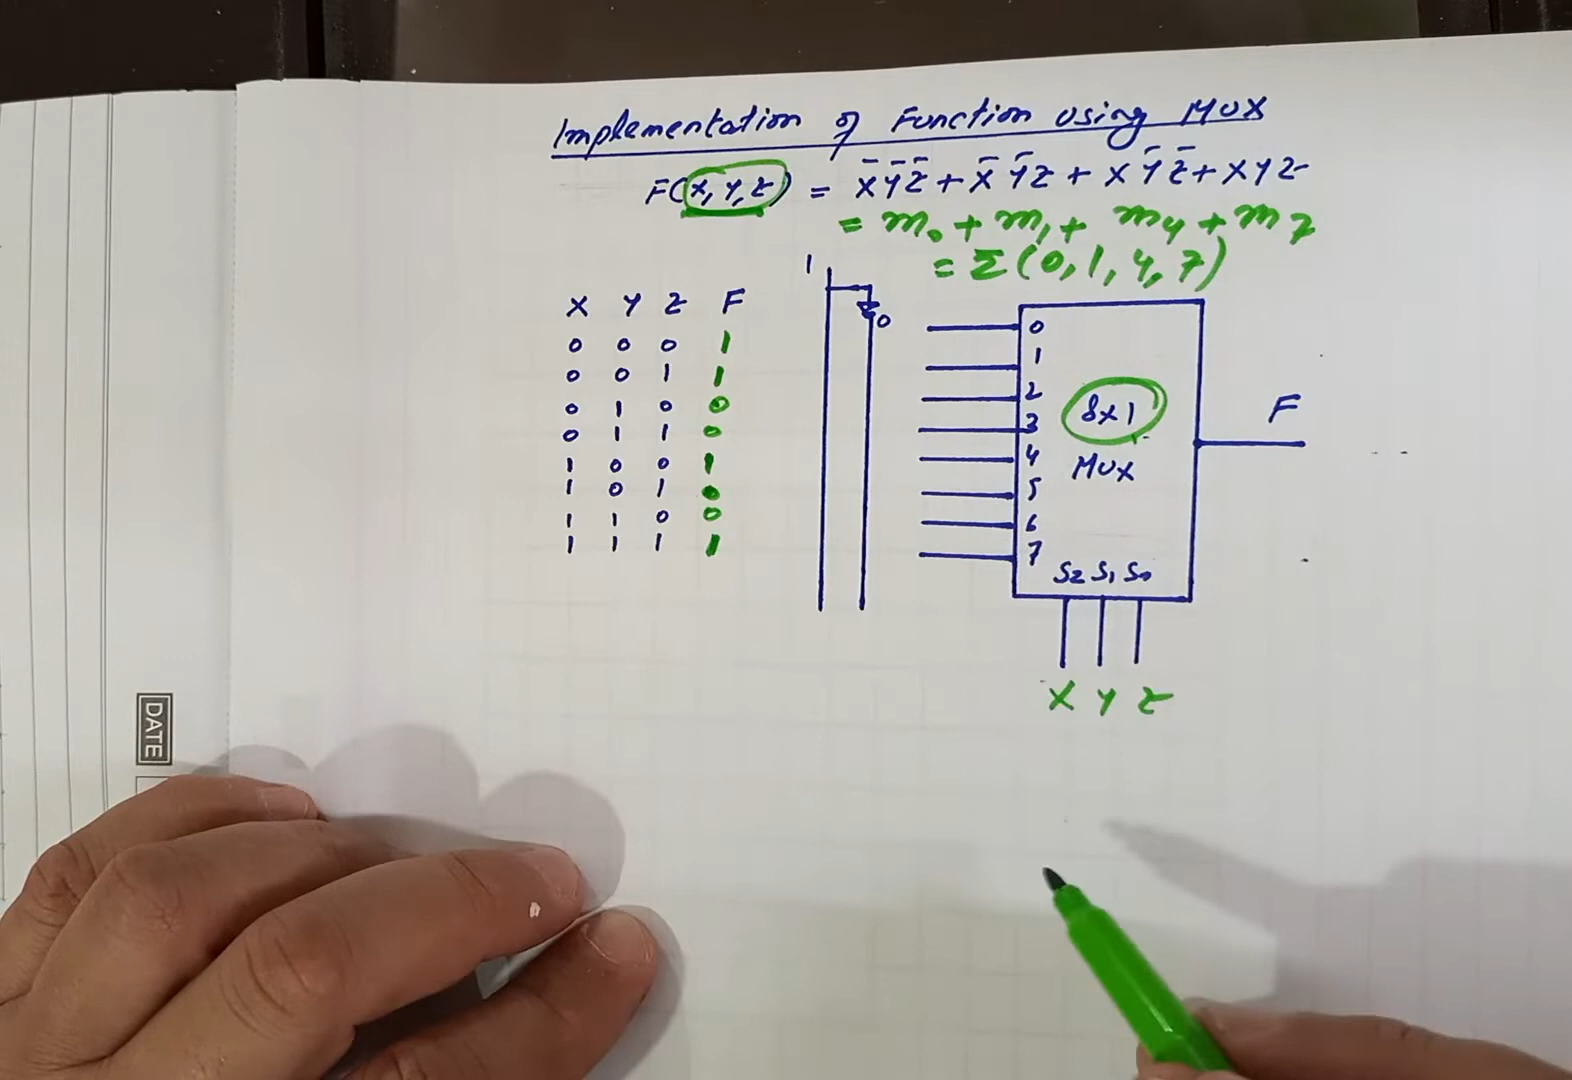 Implementation of Function using MUX
F(X,Y,Z) = X̅Y̅Z̅ + X̅Y̅Z + XY̅Z̅ + XYZ
= m₀ + m₁ + m₄ + m₇
= Σ(0,1,4,7)
1
0
X Y Z F
0 0 0 1
0 0 1 1
0 1 0 0
0 1 1 0
1 0 0 1
1 0 1 0
1 1 0 0
1 1 1 1
0
1
2
3
4
5
6
7
8x1
MUX
S2 S1 S0
F
X Y Z
DATE